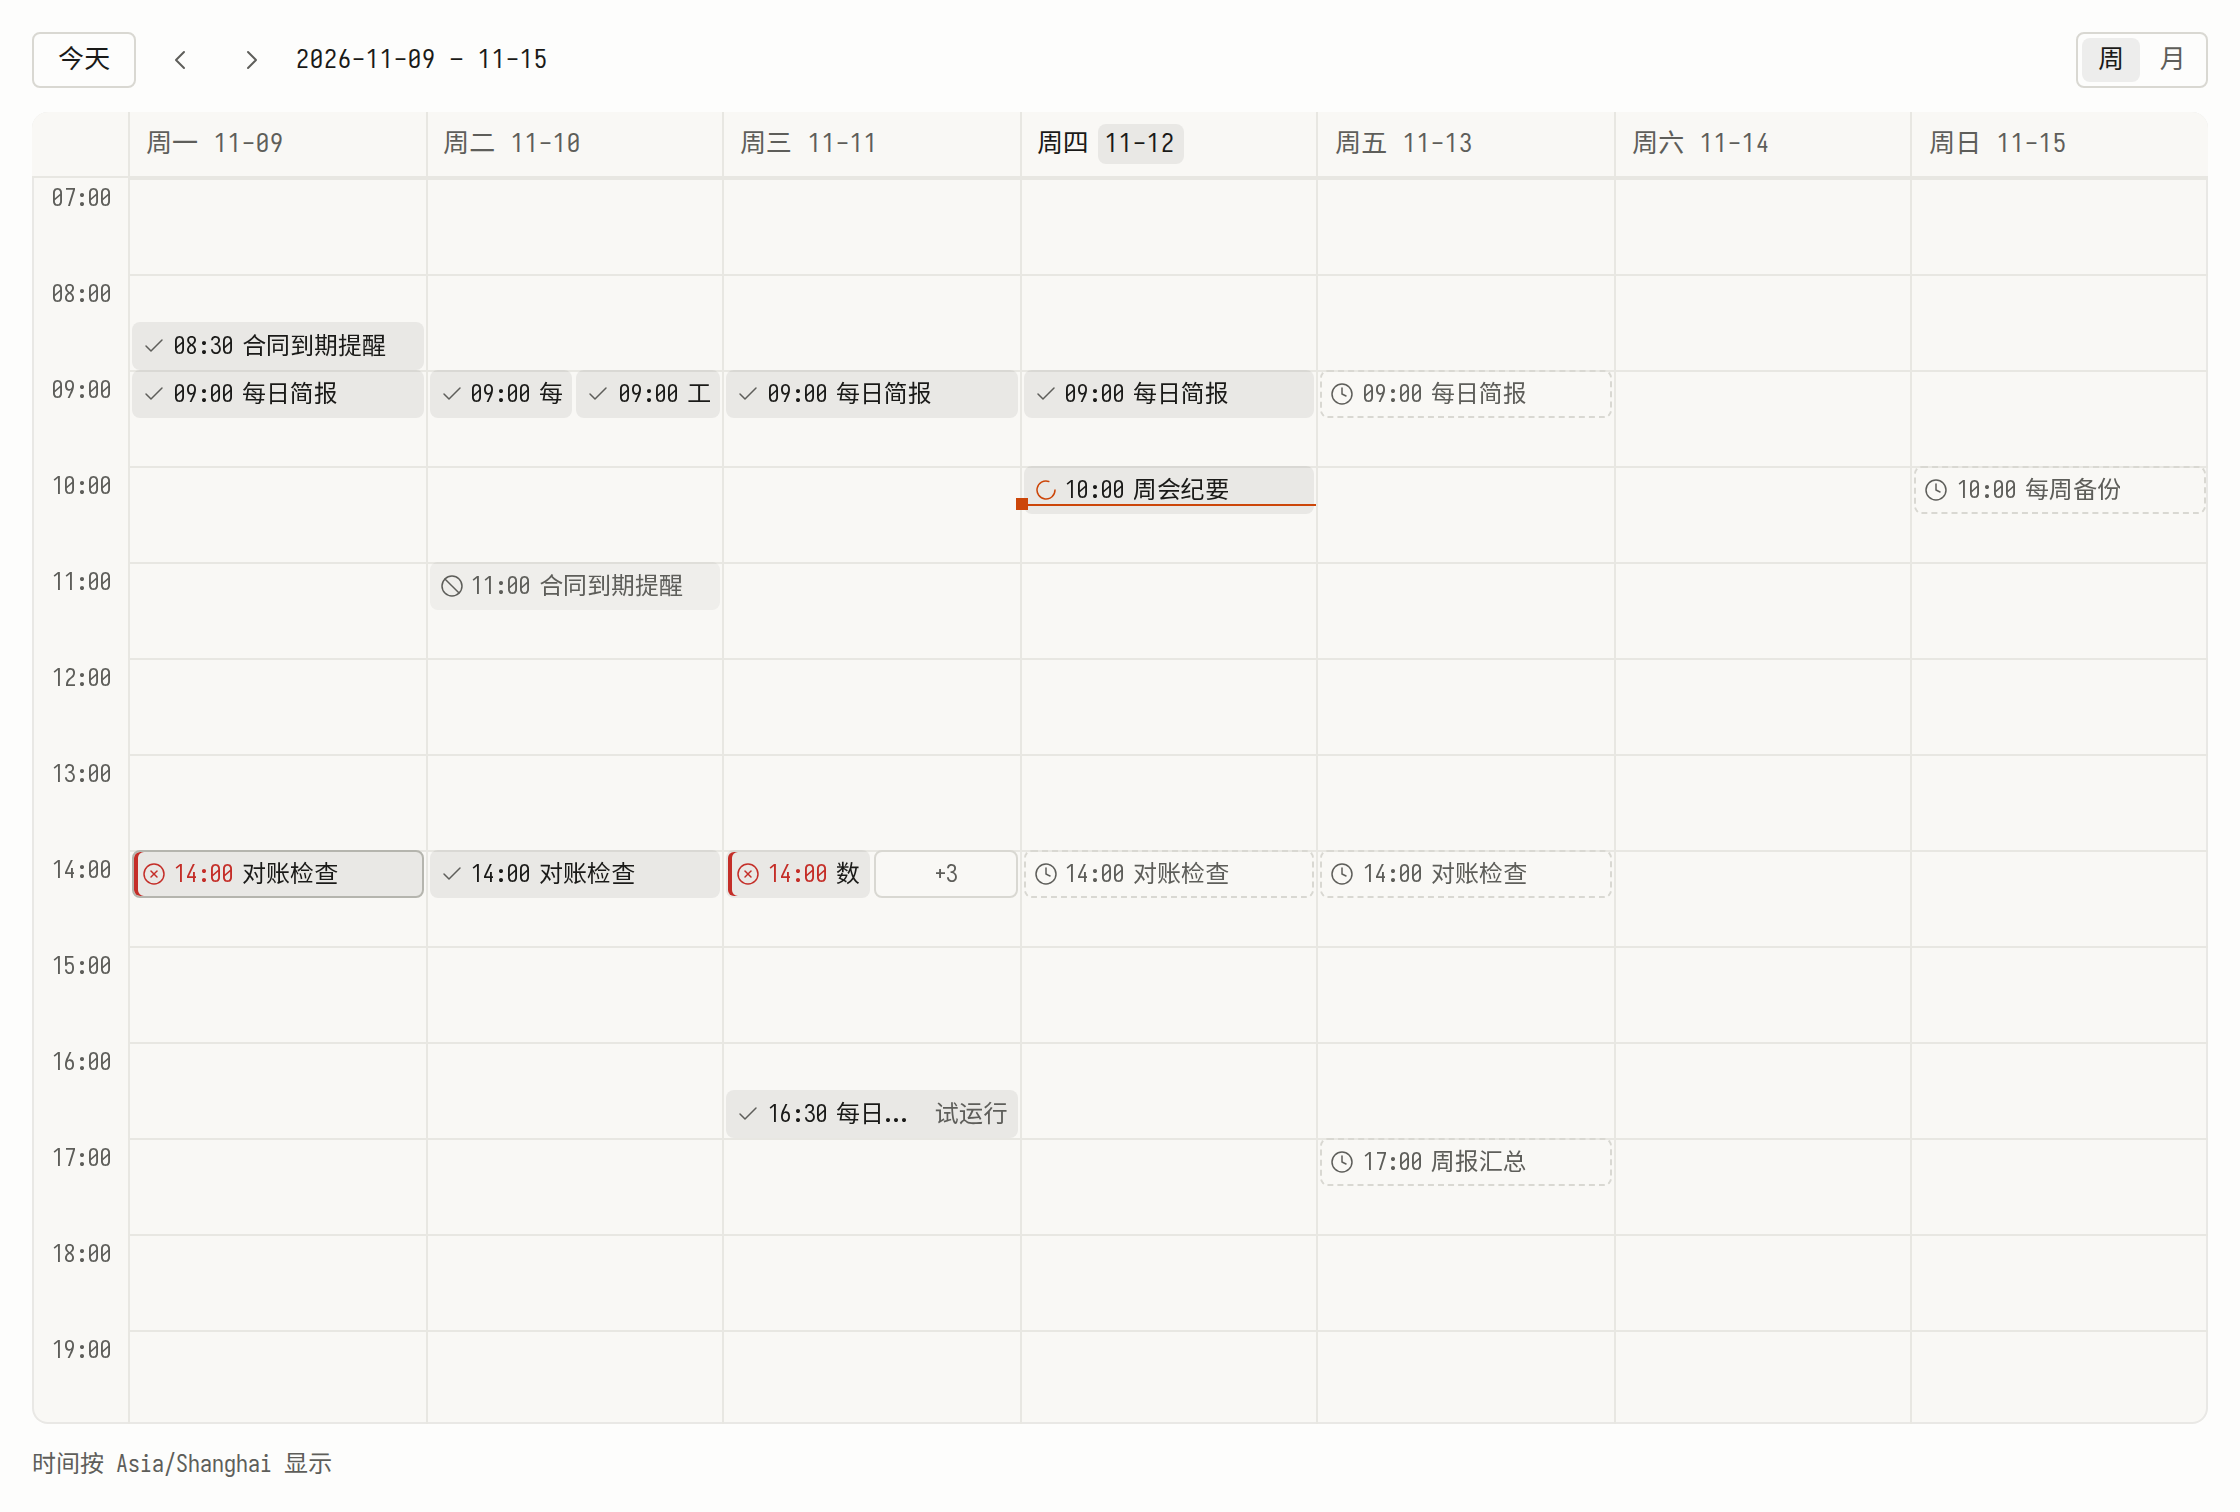 今天 2026-11-09 – 11-15 周 月
周一 11-09 周二 11-10 周三 11-11 周四 11-12 周五 11-13 周六 11-14 周日 11-15
07:00
08:00
08:30 合同到期提醒
09:00 09:00 每日简报 09:00 每 09:00 工 09:00 每日简报 09:00 每日简报 09:00 每日简报
10:00 10:00 周会纪要 10:00 每周备份
11:00 11:00 合同到期提醒
12:00
13:00
14:00 14:00 对账检查 14:00 对账检查 14:00 数 +3 14:00 对账检查 14:00 对账检查
15:00
16:00
16:30 每日... 试运行
17:00 17:00 周报汇总
18:00
19:00
时间按 Asia/Shanghai 显示